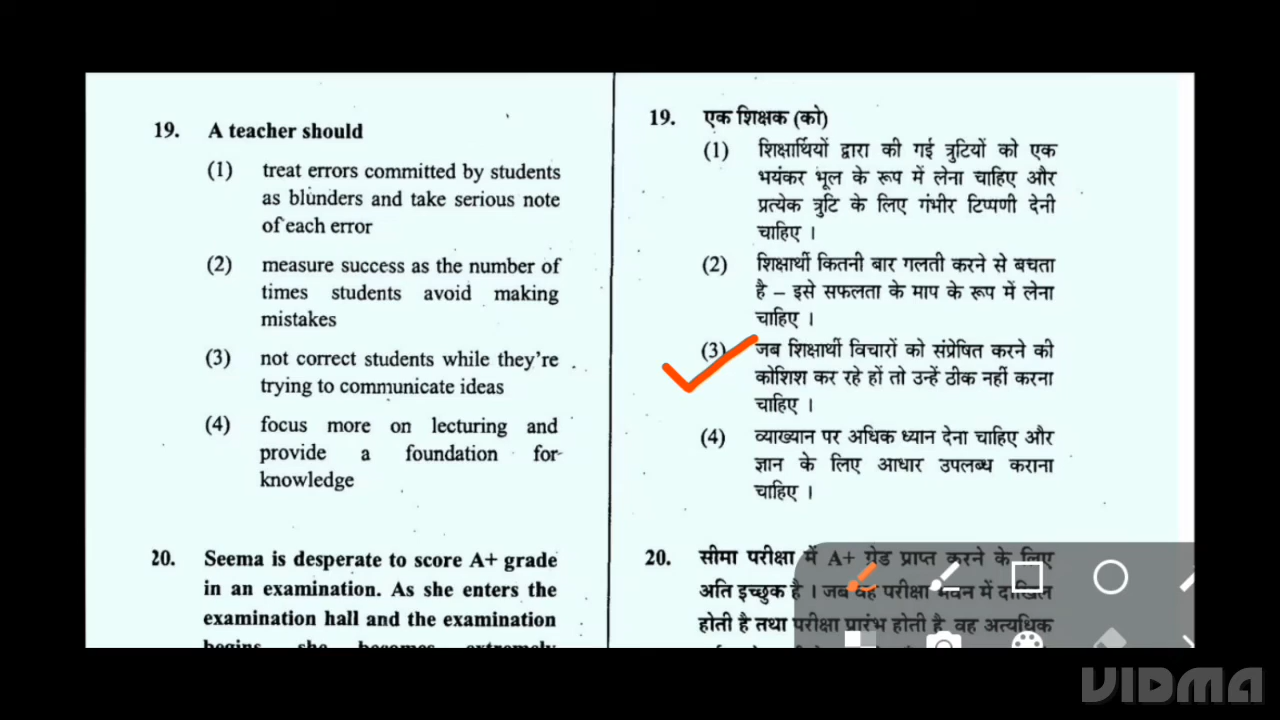 19. A teacher should
(1) treat errors committed by students
as blunders and take serious note
of each error
(2) measure success as the number of
times students avoid making
mistakes
(3) not correct students while they're
trying to communicate ideas
(4) focus more on lecturing and
provide a foundation for
knowledge
20. Seema is desperate to score A+ grade
in an examination. As she enters the
examination hall and the examination
begins, she becomes extremely
19. एक शिक्षक (को)
(1) शिक्षार्थियों द्वारा की गई त्रुटियों को एक
भयंकर भूल के रूप में लेना चाहिए और
प्रत्येक त्रुटि के लिए गंभीर टिप्पणी देनी
चाहिए ।
(2) शिक्षार्थी कितनी बार गलती करने से बचता
है – इसे सफलता के माप के रूप में लेना
चाहिए ।
(3) जब शिक्षार्थी विचारों को संप्रेषित करने की
कोशिश कर रहे हों तो उन्हें ठीक नहीं करना
चाहिए ।
(4) व्याख्यान पर अधिक ध्यान देना चाहिए और
ज्ञान के लिए आधार उपलब्ध कराना
चाहिए ।
20. सीमा परीक्षा में A+ ग्रेड प्राप्त करने के लिए
अति इच्छुक है । जब वह परीक्षा भवन में दाखिल
होती है तथा परीक्षा प्रारंभ होती है, वह अत्यधिक
VIDMA